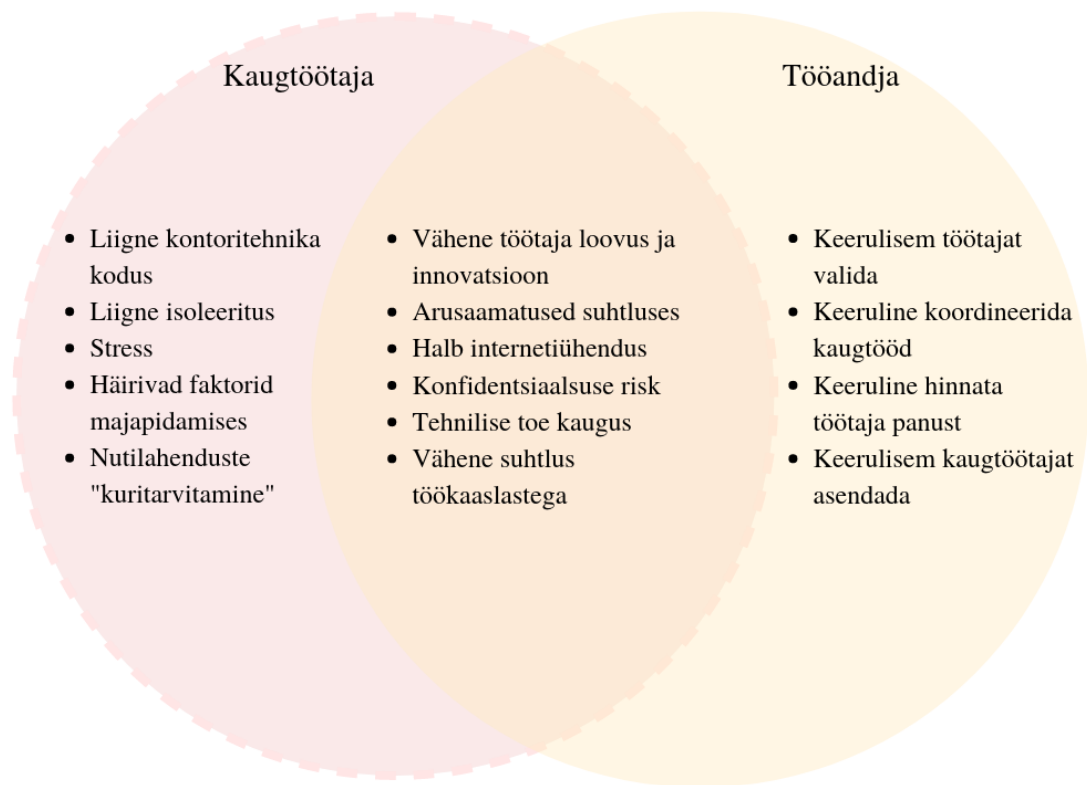 Kaugtöötaja
Tööandja
• Liigne kontoritehnika
kodus
• Liigne isoleeritus
• Stress
• Häirivad faktorid
majapidamises
• Nutilahenduste
"kuritarvitamine"
• Vähene töötaja loovus ja
innovatsioon
• Arusaamatused suhtluses
• Halb internetiühendus
• Konfidentsiaalsuse risk
• Tehnilise toe kaugus
• Vähene suhtlus
töökaaslastega
• Keerulisem töötajat
valida
• Keeruline koordineerida
kaugtööd
• Keeruline hinnata
töötaja panust
• Keerulisem kaugtöötajat
asendada